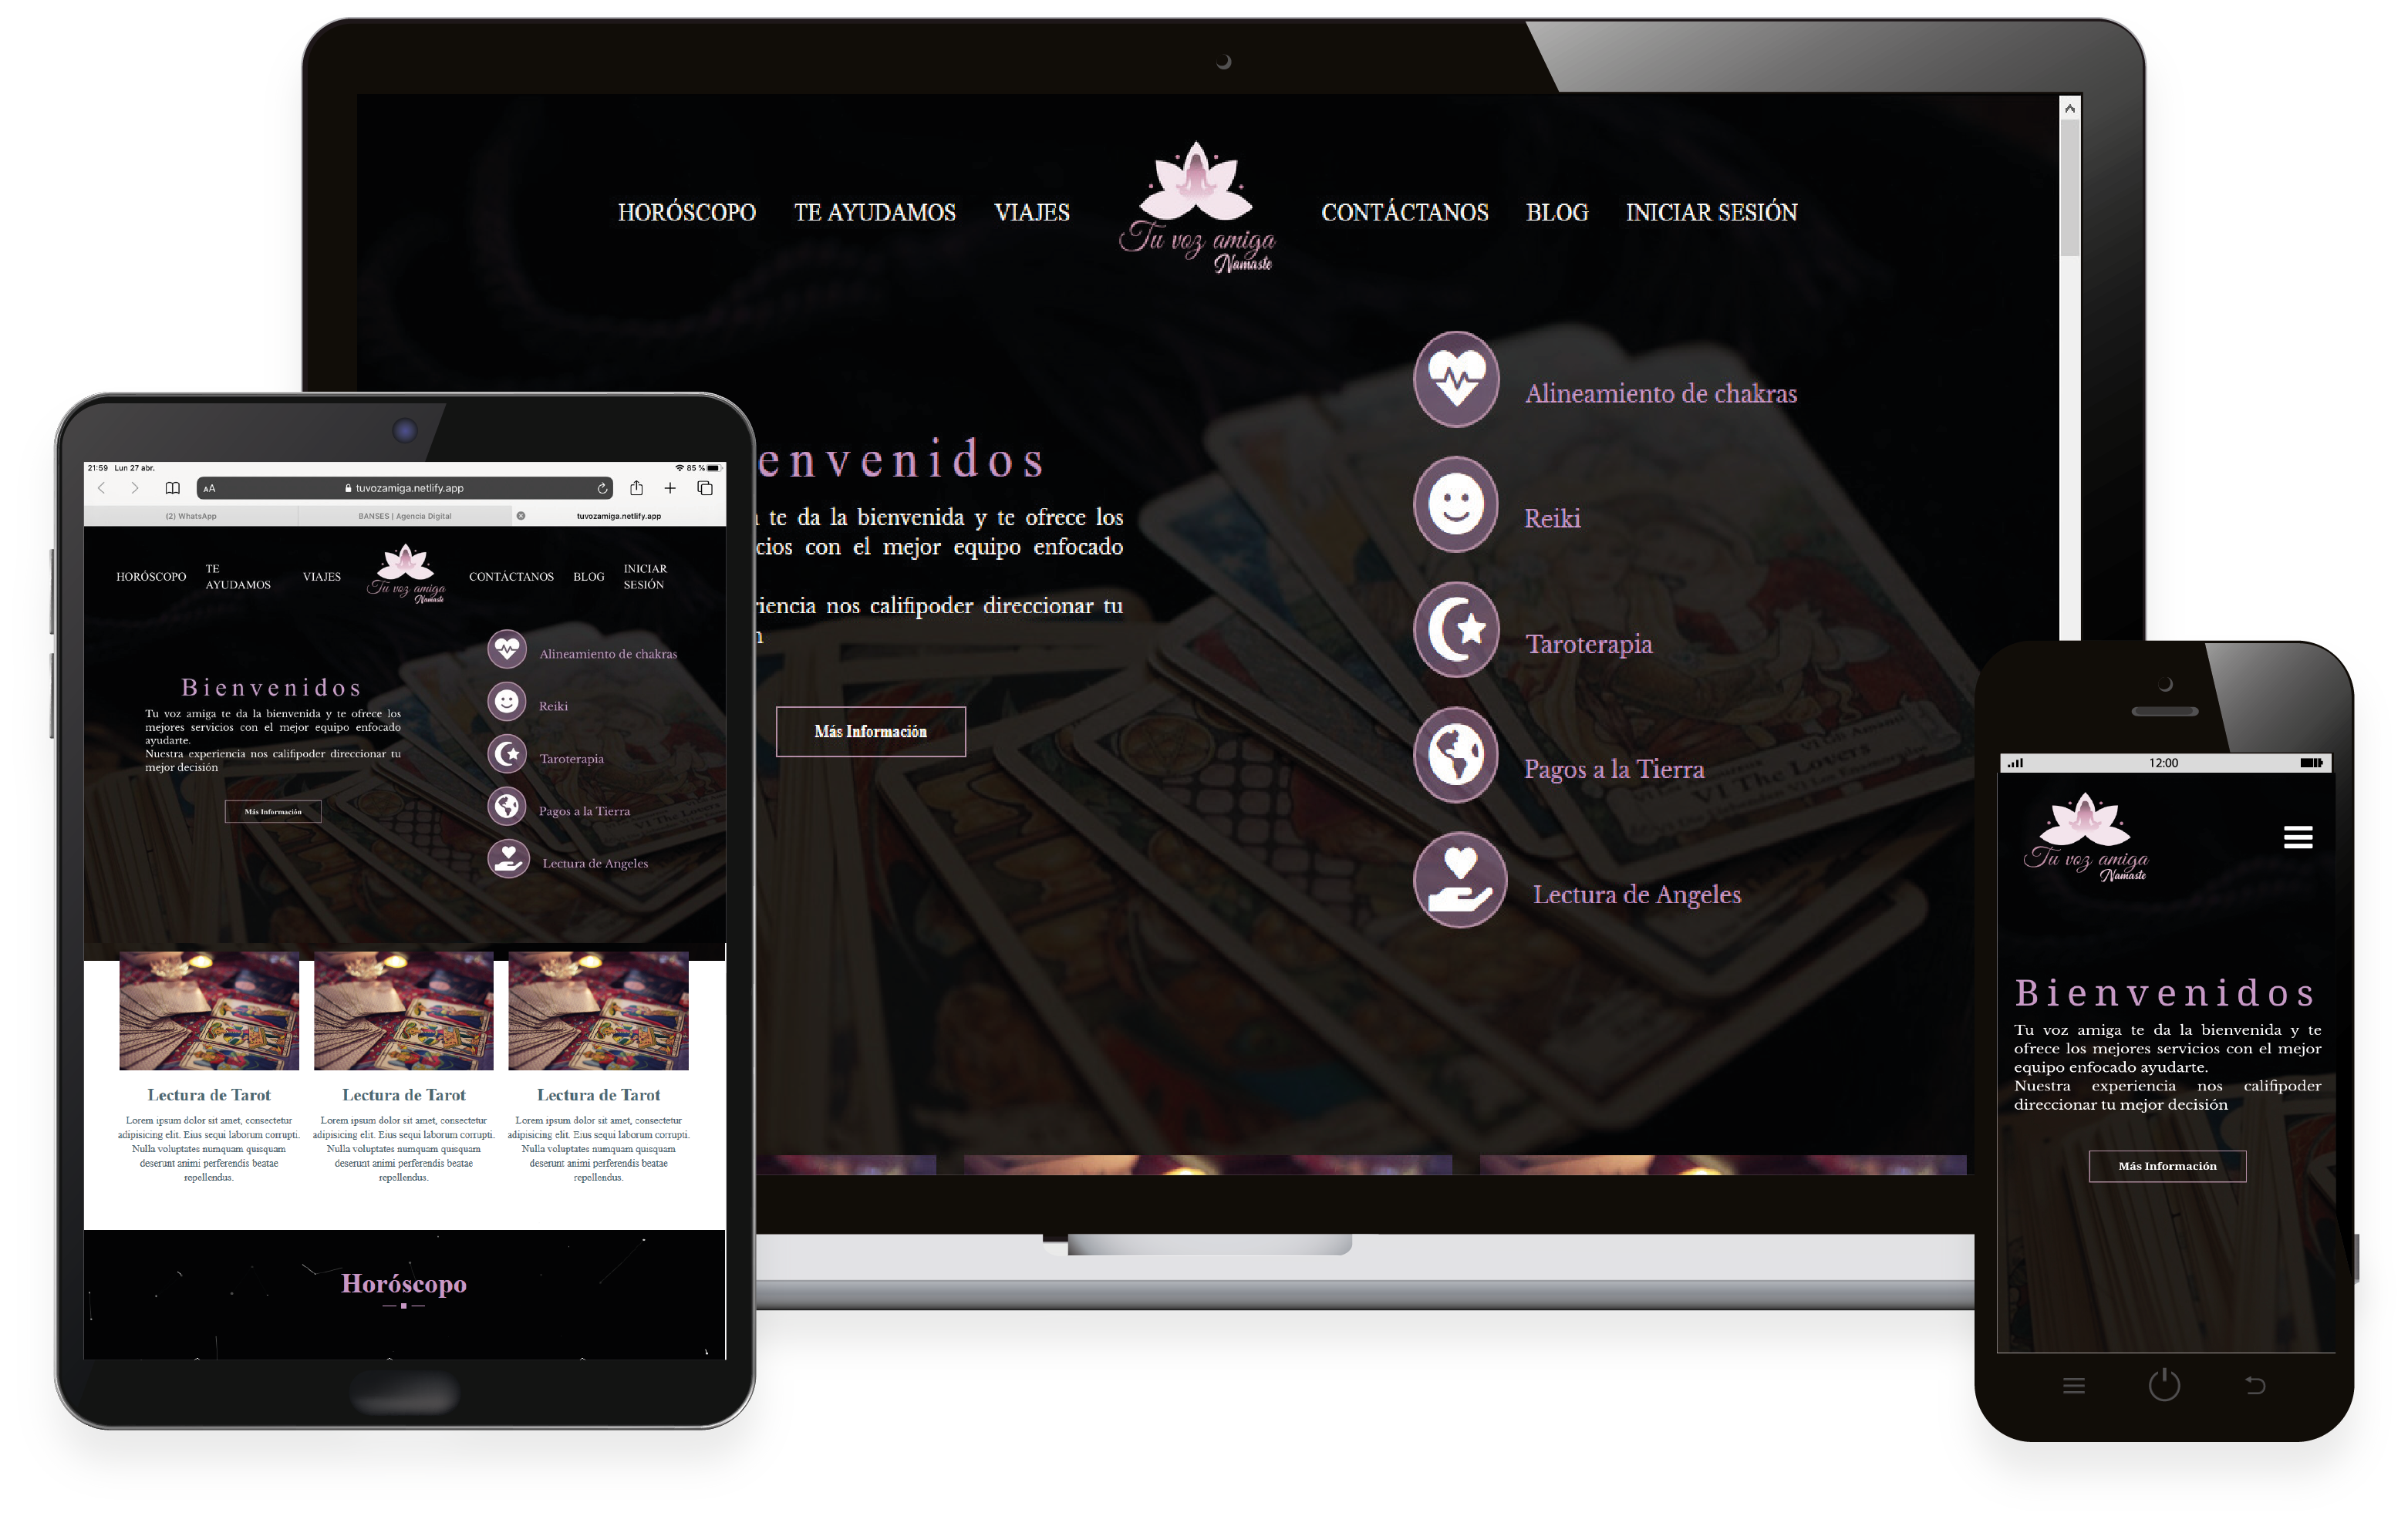 HORÓSCOPO TE AYUDAMOS VIAJES
Tu voz amiga
Namaste
CONTÁCTANOS BLOG INICIAR SESIÓN
envenidos
te da la bienvenida y te ofrece los
cios con el mejor equipo enfocado
riencia nos califipoder direccionar tu
n
Más Información
Alineamiento de chakras
Reiki
Taroterapia
Pagos a la Tierra
Lectura de Angeles
VI The Lovers
21:59 Lun 27 abr.
85 %
AA
tuvozamiga.netlify.app
(2) WhatsApp
BANSES | Agencia Digital
tuvozamiga.netlify.app
HORÓSCOPO
TE
AYUDAMOS
VIAJES
Tu voz amiga
Namaste
CONTÁCTANOS
BLOG
INICIAR
SESIÓN
Bienvenidos
Tu voz amiga te da la bienvenida y te ofrece los
mejores servicios con el mejor equipo enfocado
ayudarte.
Nuestra experiencia nos califipoder direccionar tu
mejor decisión
Más Información
Alineamiento de chakras
Reiki
Taroterapia
Pagos a la Tierra
Lectura de Angeles
VI The Lovers
Lectura de Tarot
Lorem ipsum dolor sit amet, consectetur
adipisicing elit. Eius sequi laborum corrupti.
Nulla voluptates numquam quisquam
deserunt animi perferendis beatae
repellendus.
Lectura de Tarot
Lorem ipsum dolor sit amet, consectetur
adipisicing elit. Eius sequi laborum corrupti.
Nulla voluptates numquam quisquam
deserunt animi perferendis beatae
repellendus.
Lectura de Tarot
Lorem ipsum dolor sit amet, consectetur
adipisicing elit. Eius sequi laborum corrupti.
Nulla voluptates numquam quisquam
deserunt animi perferendis beatae
repellendus.
Horóscopo
12:00
Tu voz amiga
Namaste
Bienvenidos
Tu voz amiga te da la bienvenida y te
ofrece los mejores servicios con el mejor
equipo enfocado ayudarte.
Nuestra experiencia nos califipoder
direccionar tu mejor decisión
Más Información